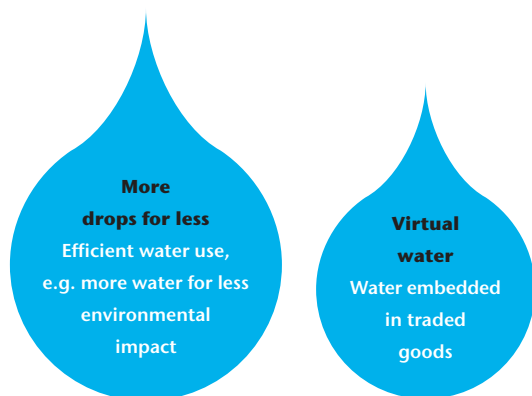 More
drops for less
Efficient water use,
e.g. more water for less
environmental
impact
Virtual
water
Water embedded
in traded
goods